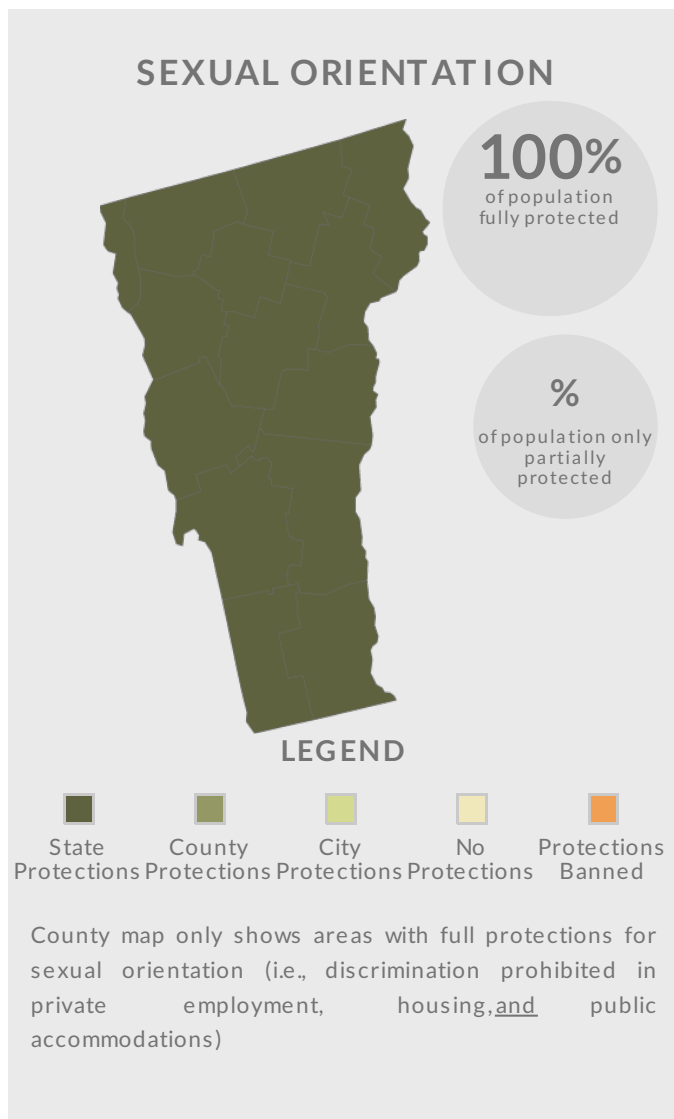 SEXUAL ORIENTATION
100%
of population
fully protected
%
of population only
partially
protected
LEGEND
State
Protections
County
Protections
City
Protections
No
Protections
Protections
Banned
County map only shows areas with full protections for
sexual orientation (i.e., discrimination prohibited in
private employment, housing, and public
accommodations)